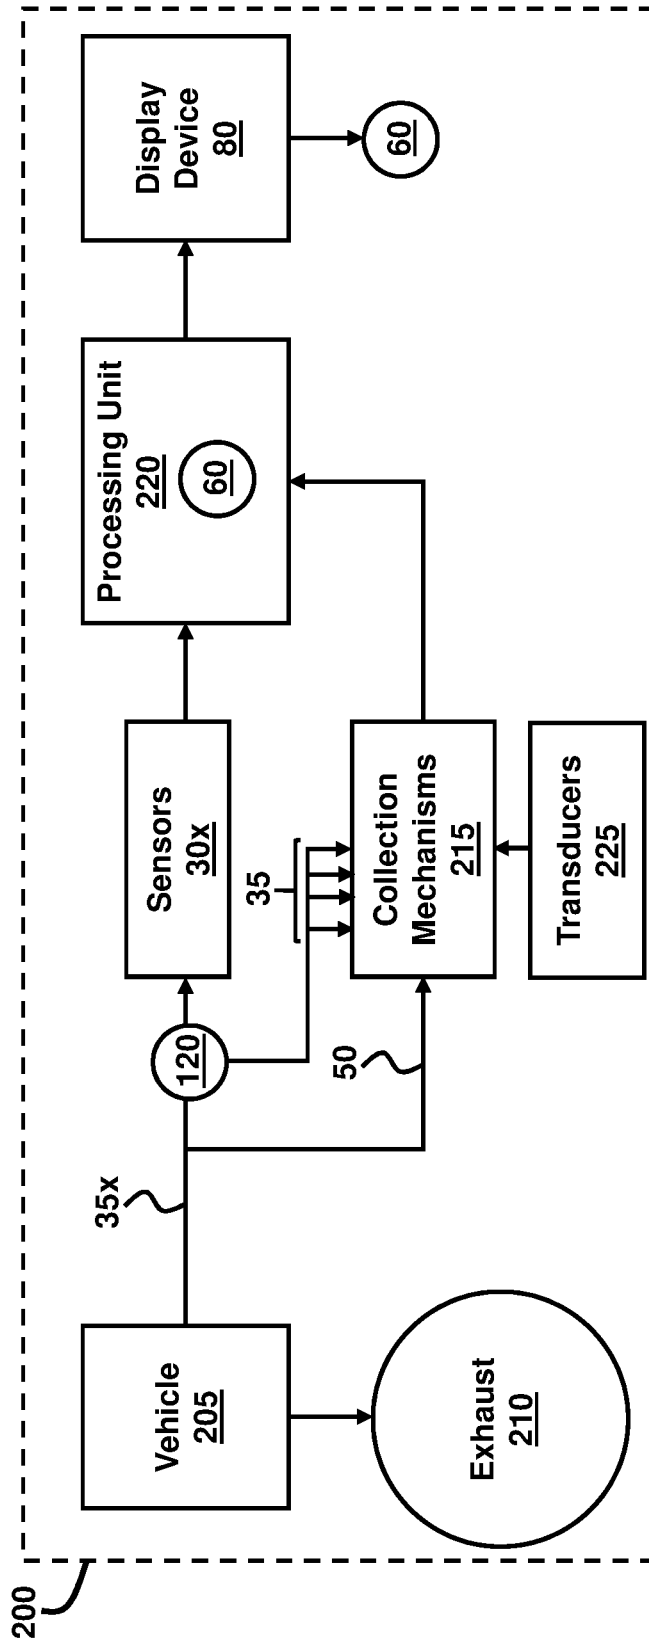 200
Vehicle
205
Exhaust
210
35x
120
50
35
Sensors
30x
Collection
Mechanisms
215
Transducers
225
Processing Unit
220
60
Display
Device
80
60